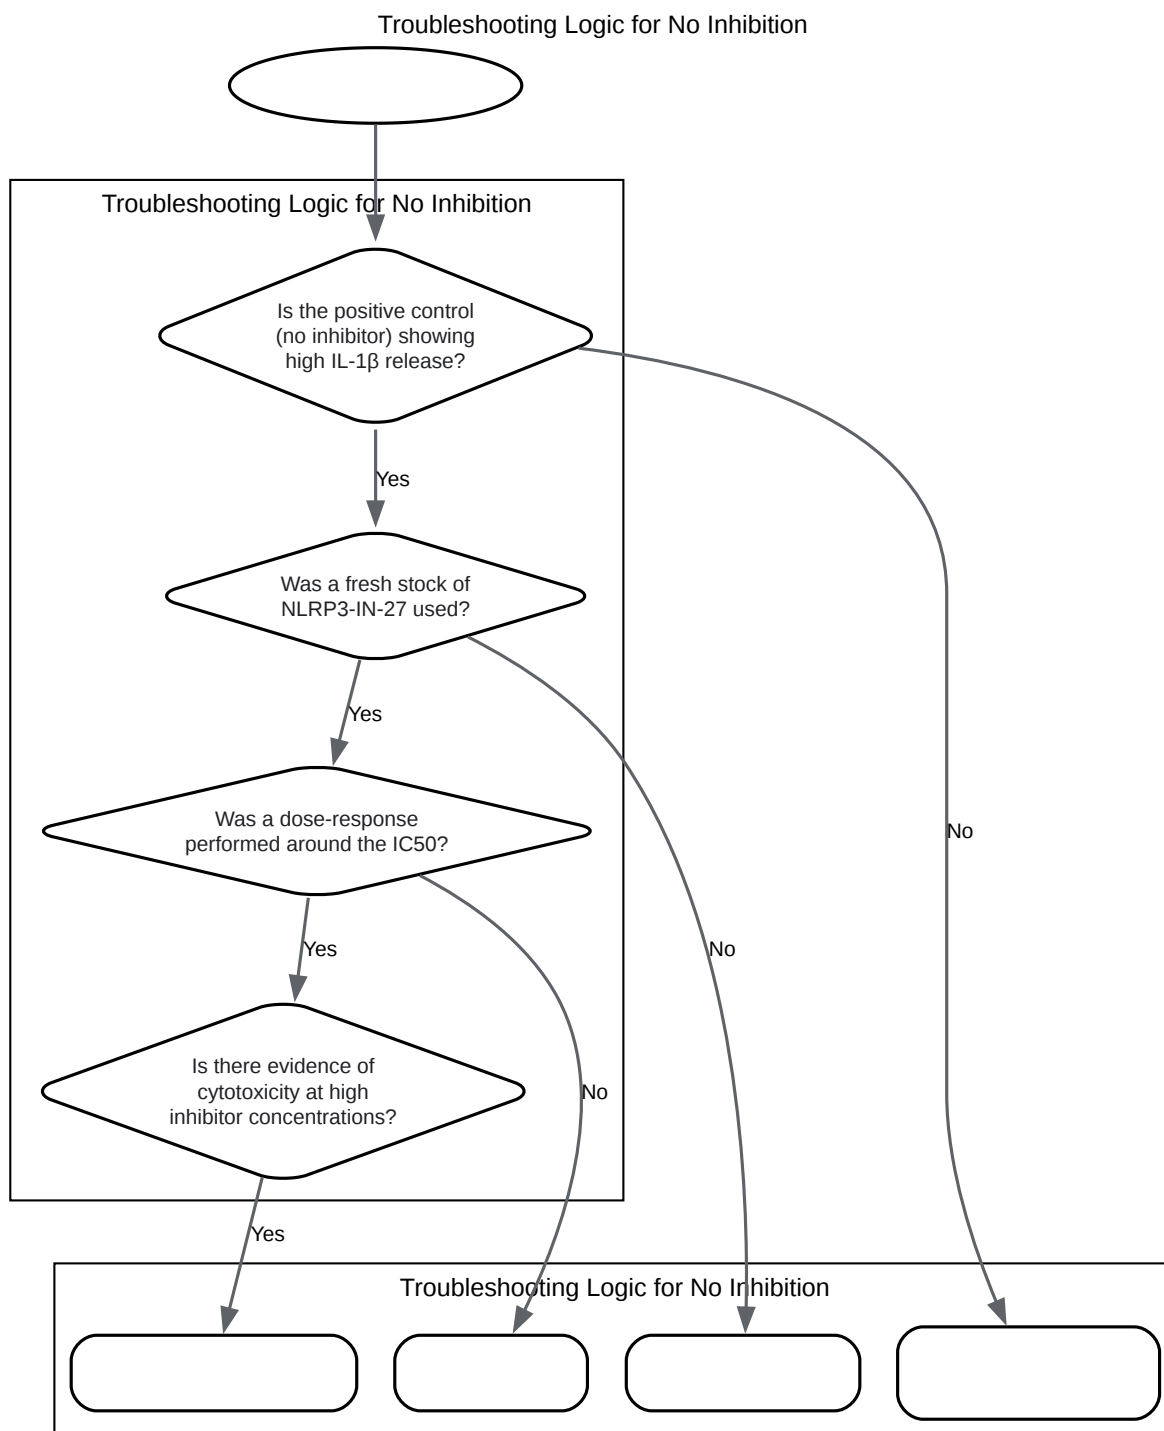 Troubleshooting Logic for No Inhibition
Troubleshooting Logic for No Inhibition
Is the positive control
(no inhibitor) showing
high IL-1β release?
Yes
Was a fresh stock of
NLRP3-IN-27 used?
Yes
Was a dose-response
performed around the IC50?
No
Yes
No
Is there evidence of
cytotoxicity at high
inhibitor concentrations?
No
Yes
Troubleshooting Logic for No Inhibition